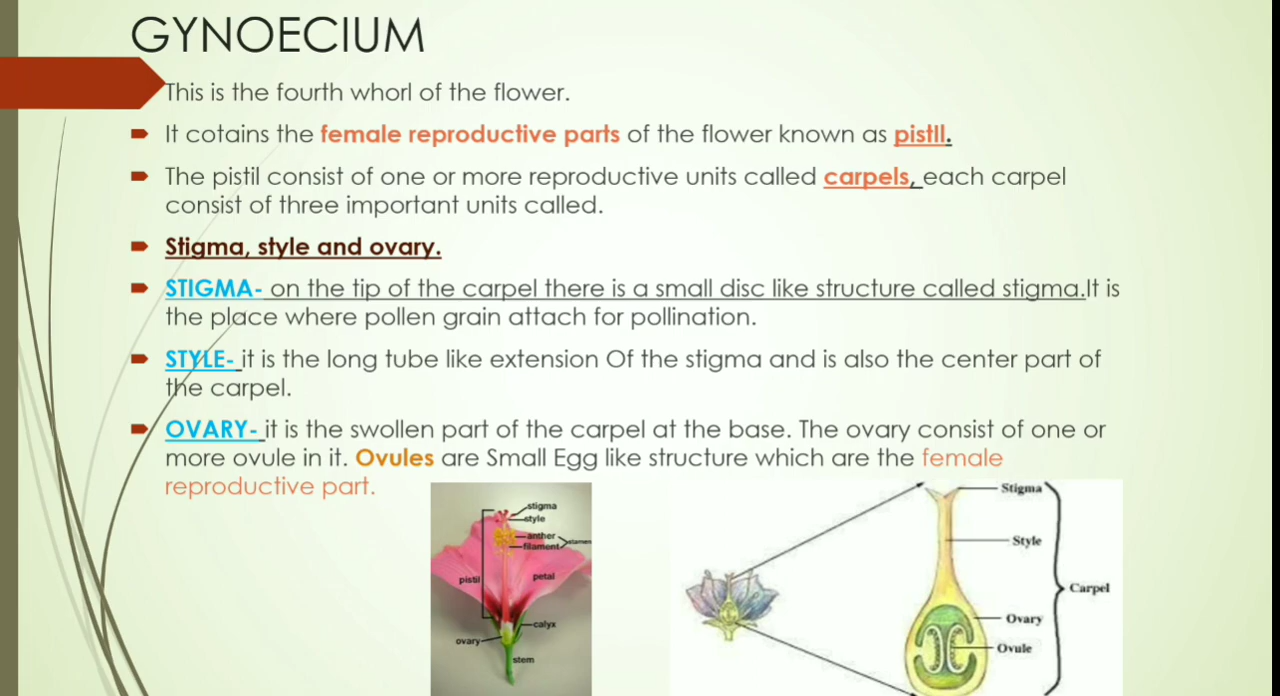 GYNOECIUM
This is the fourth whorl of the flower.
It cotains the female reproductive parts of the flower known as pistll.
The pistil consist of one or more reproductive units called carpels, each carpel
consist of three important units called.
Stigma, style and ovary.
STIGMA- on the tip of the carpel there is a small disc like structure called stigma.It is
the place where pollen grain attach for pollination.
STYLE- it is the long tube like extension Of the stigma and is also the center part of
the carpel.
OVARY- it is the swollen part of the carpel at the base. The ovary consist of one or
more ovule in it. Ovules are Small Egg like structure which are the female
reproductive part.
stigma
style
anther
filament
stamen
pistil
petal
calyx
ovary
stem
Stigma
Style
Carpel
Ovary
Ovule